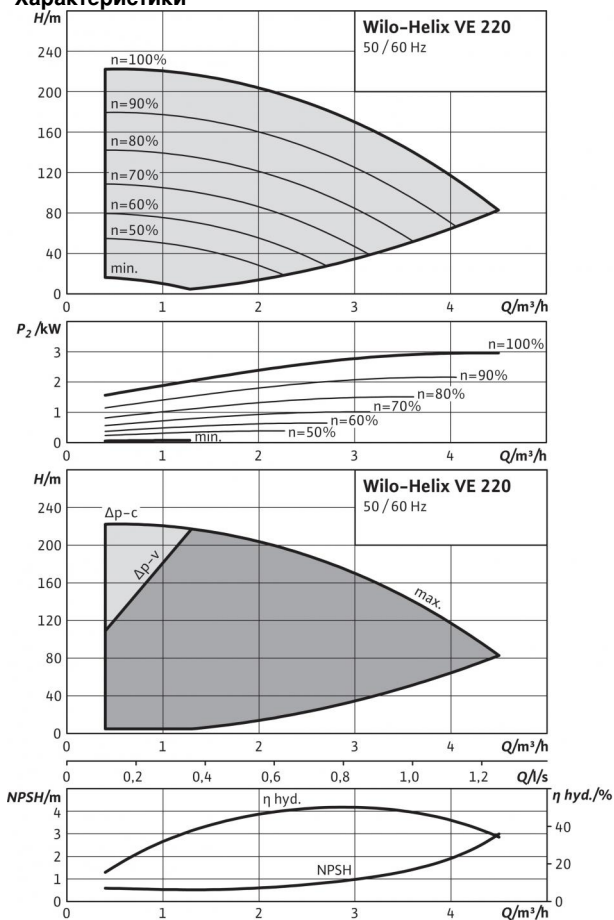 Характеристики
H/m
Wilo-Helix VE 220
50 / 60 Hz
240
200
160
120
80
40
0
n=100%
n=90%
n=80%
n=70%
n=60%
n=50%
min.
0 1 2 3 4 Q/m³/h
P₂ /kW
3
2
1
0
n=100%
n=90%
n=80%
n=70%
n=60%
n=50%
min.
0 1 2 3 4 Q/m³/h
H/m
Wilo-Helix VE 220
50 / 60 Hz
240
200
160
120
80
40
0
Δp-c
Δp-v
max.
0 1 2 3 4 Q/m³/h
0 0,2 0,4 0,6 0,8 1,0 1,2 Q/l/s
NPSH/m
η hyd./%
4
3
2
1
0
η hyd.
NPSH
40
20
0
0 1 2 3 4 Q/m³/h